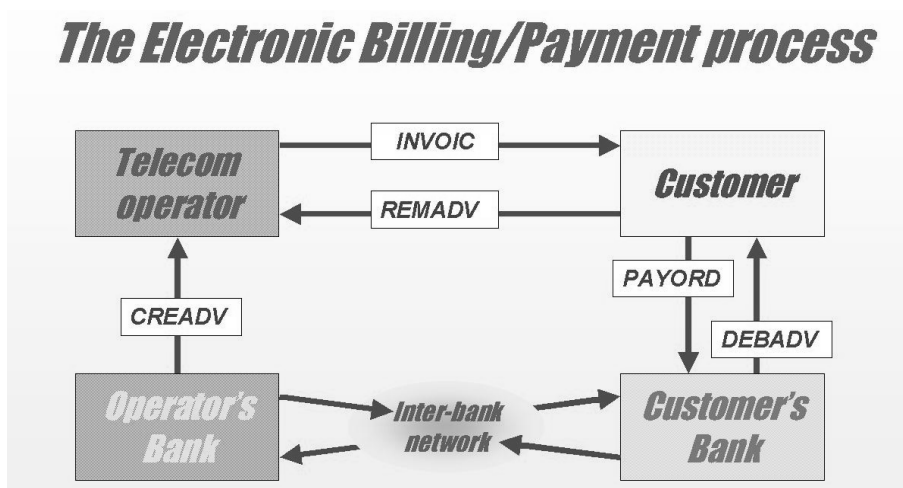 The Electronic Billing/Payment process
Telecom
operator
INVOIC
Customer
REMADV
PAYORD
CREADV
DEBADV
Operator's
Bank
Inter-bank
network
Customer's
Bank